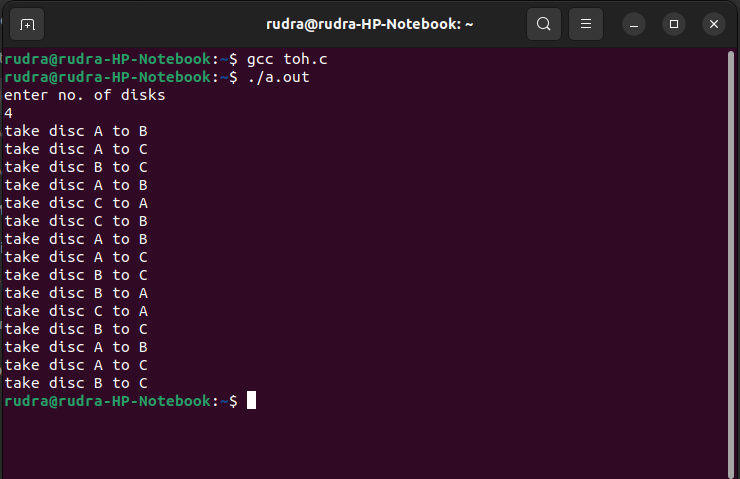 rudra@rudra-HP-Notebook: ~
rudra@rudra-HP-Notebook:~$ gcc toh.c
rudra@rudra-HP-Notebook:~$ ./a.out
enter no. of disks
4
take disc A to B
take disc A to C
take disc B to C
take disc A to B
take disc C to A
take disc C to B
take disc A to B
take disc A to C
take disc B to C
take disc B to A
take disc C to A
take disc B to C
take disc A to B
take disc A to C
take disc B to C
rudra@rudra-HP-Notebook:~$